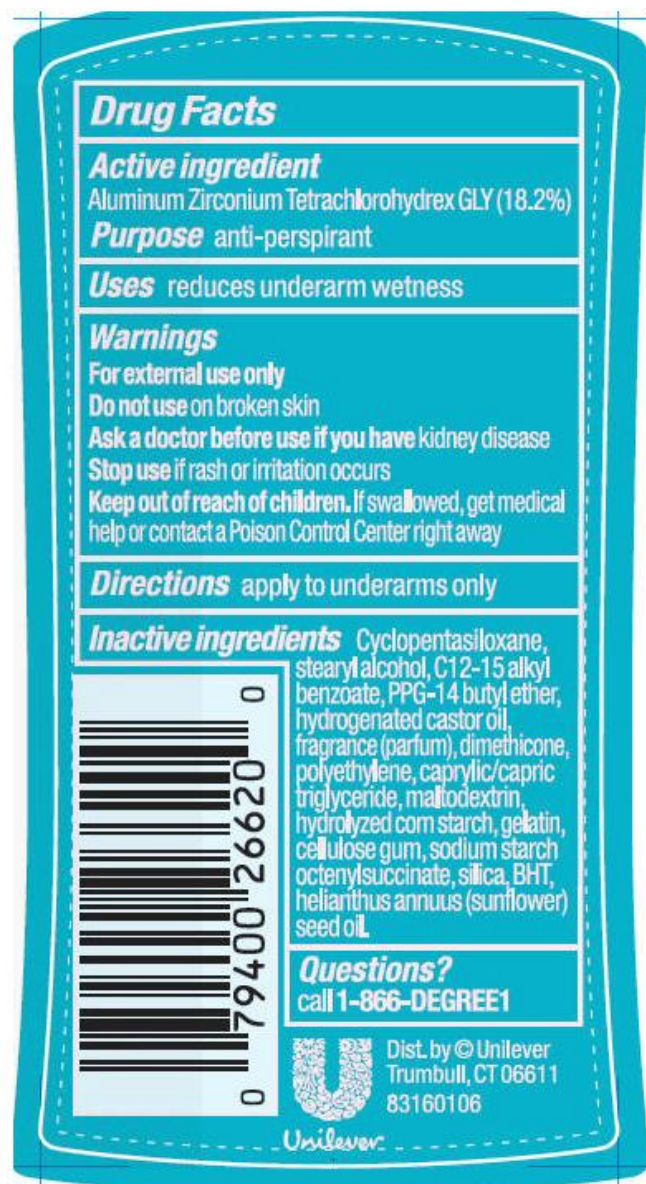 Drug Facts
Active ingredient
Aluminum Zirconium Tetrachlorohydrex GLY (18.2%)
Purpose anti-perspirant
Uses reduces underarm wetness
Warnings
For external use only
Do not use on broken skin
Ask a doctor before use if you have kidney disease
Stop use if rash or irritation occurs
Keep out of reach of children. If swallowed, get medical
help or contact a Poison Control Center right away
Directions apply to underarms only
Inactive ingredients Cyclopentasiloxane,
stearyl alcohol, C12-15 alkyl
benzoate, PPG-14 butyl ether,
hydrogenated castor oil,
fragrance (parfum), dimethicone,
polyethylene, caprylic/capric
triglyceride, maltodextrin,
hydrolyzed corn starch, gelatin,
cellulose gum, sodium starch
octenylsuccinate, silica, BHT,
helianthus annuus (sunflower)
seed oil.
0 79400 26620 0
Questions?
call 1-866-DEGREE1
Dist. by © Unilever
Trumbull, CT 06611
83160106
Unilever